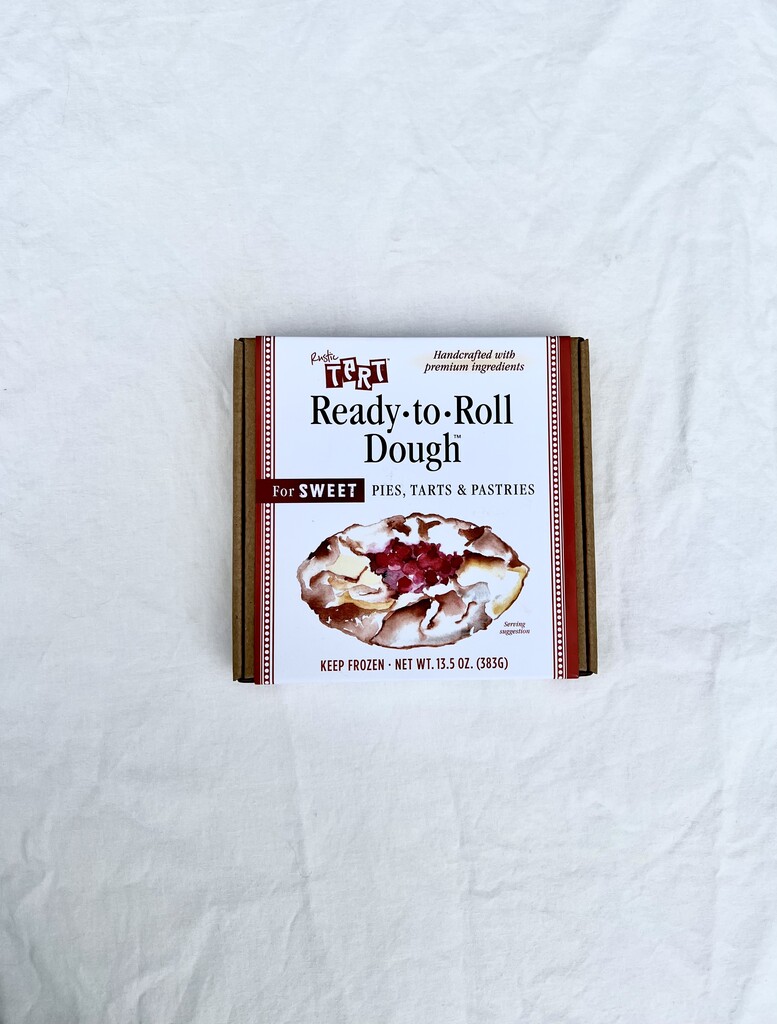 Rustic
TART™
Handcrafted with
premium ingredients
Ready·to·Roll
Dough™
For SWEET PIES, TARTS & PASTRIES
Serving
suggestion
KEEP FROZEN · NET WT. 13.5 OZ. (383G)